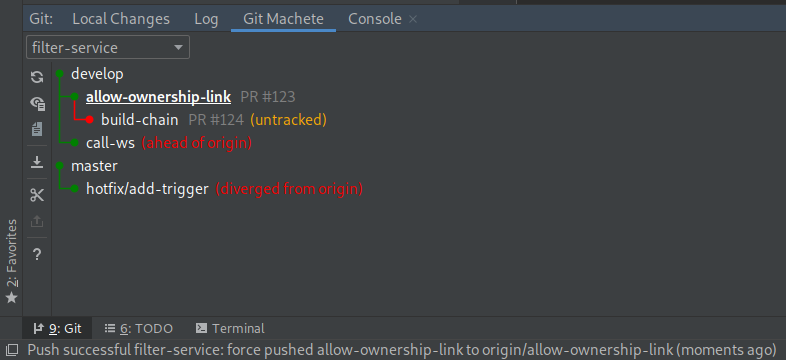 Git: Local Changes Log Git Machete Console
filter-service
develop
allow-ownership-link PR #123
build-chain PR #124 (untracked)
call-ws (ahead of origin)
master
hotfix/add-trigger (diverged from origin)
?
2: Favorites
9: Git 6: TODO Terminal
Push successful filter-service: force pushed allow-ownership-link to origin/allow-ownership-link (moments ago)